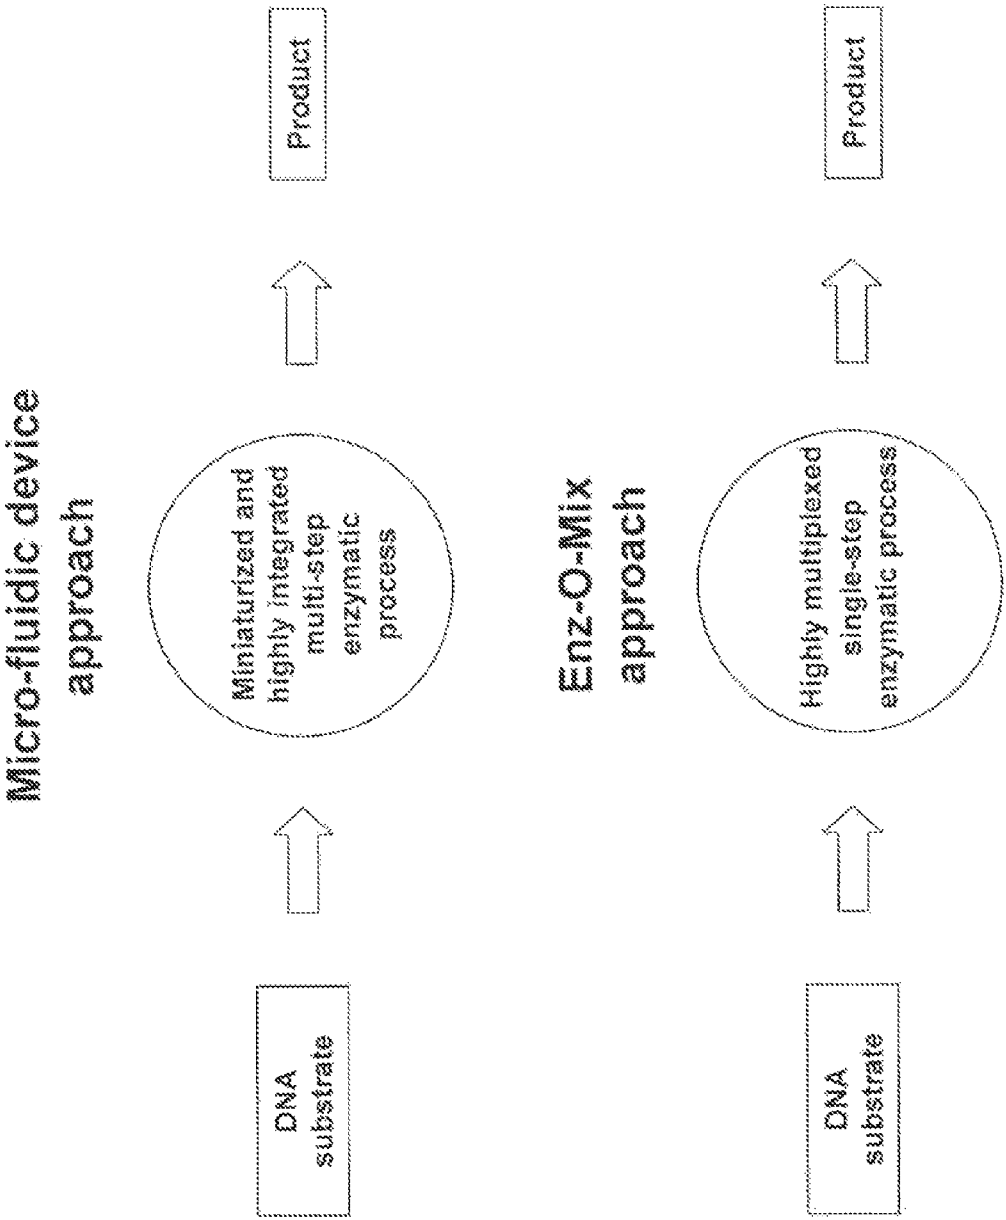 Micro-fluidic device
approach
DNA
substrate
Miniaturized and
highly integrated
multi-step
enzymatic
process
Product
Enz-O-Mix
approach
DNA
substrate
Highly multiplexed
single-step
enzymatic process
Product